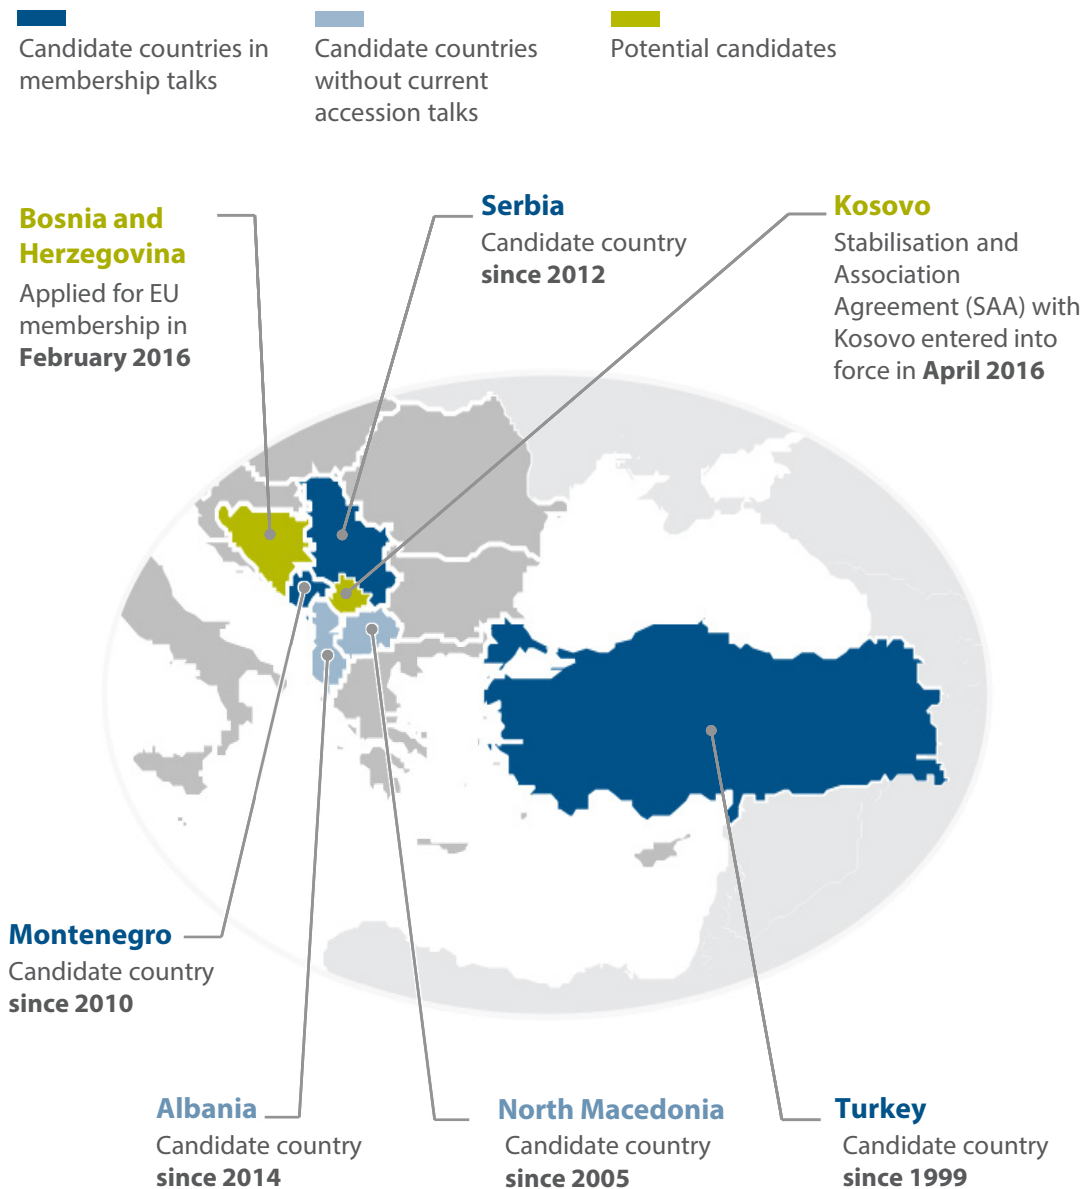 Candidate countries in
membership talks
Candidate countries
without current
accession talks
Potential candidates
Bosnia and
Herzegovina
Applied for EU
membership in
February 2016
Serbia
Candidate country
since 2012
Kosovo
Stabilisation and
Association
Agreement (SAA) with
Kosovo entered into
force in April 2016
Montenegro
Candidate country
since 2010
Albania
Candidate country
since 2014
North Macedonia
Candidate country
since 2005
Turkey
Candidate country
since 1999